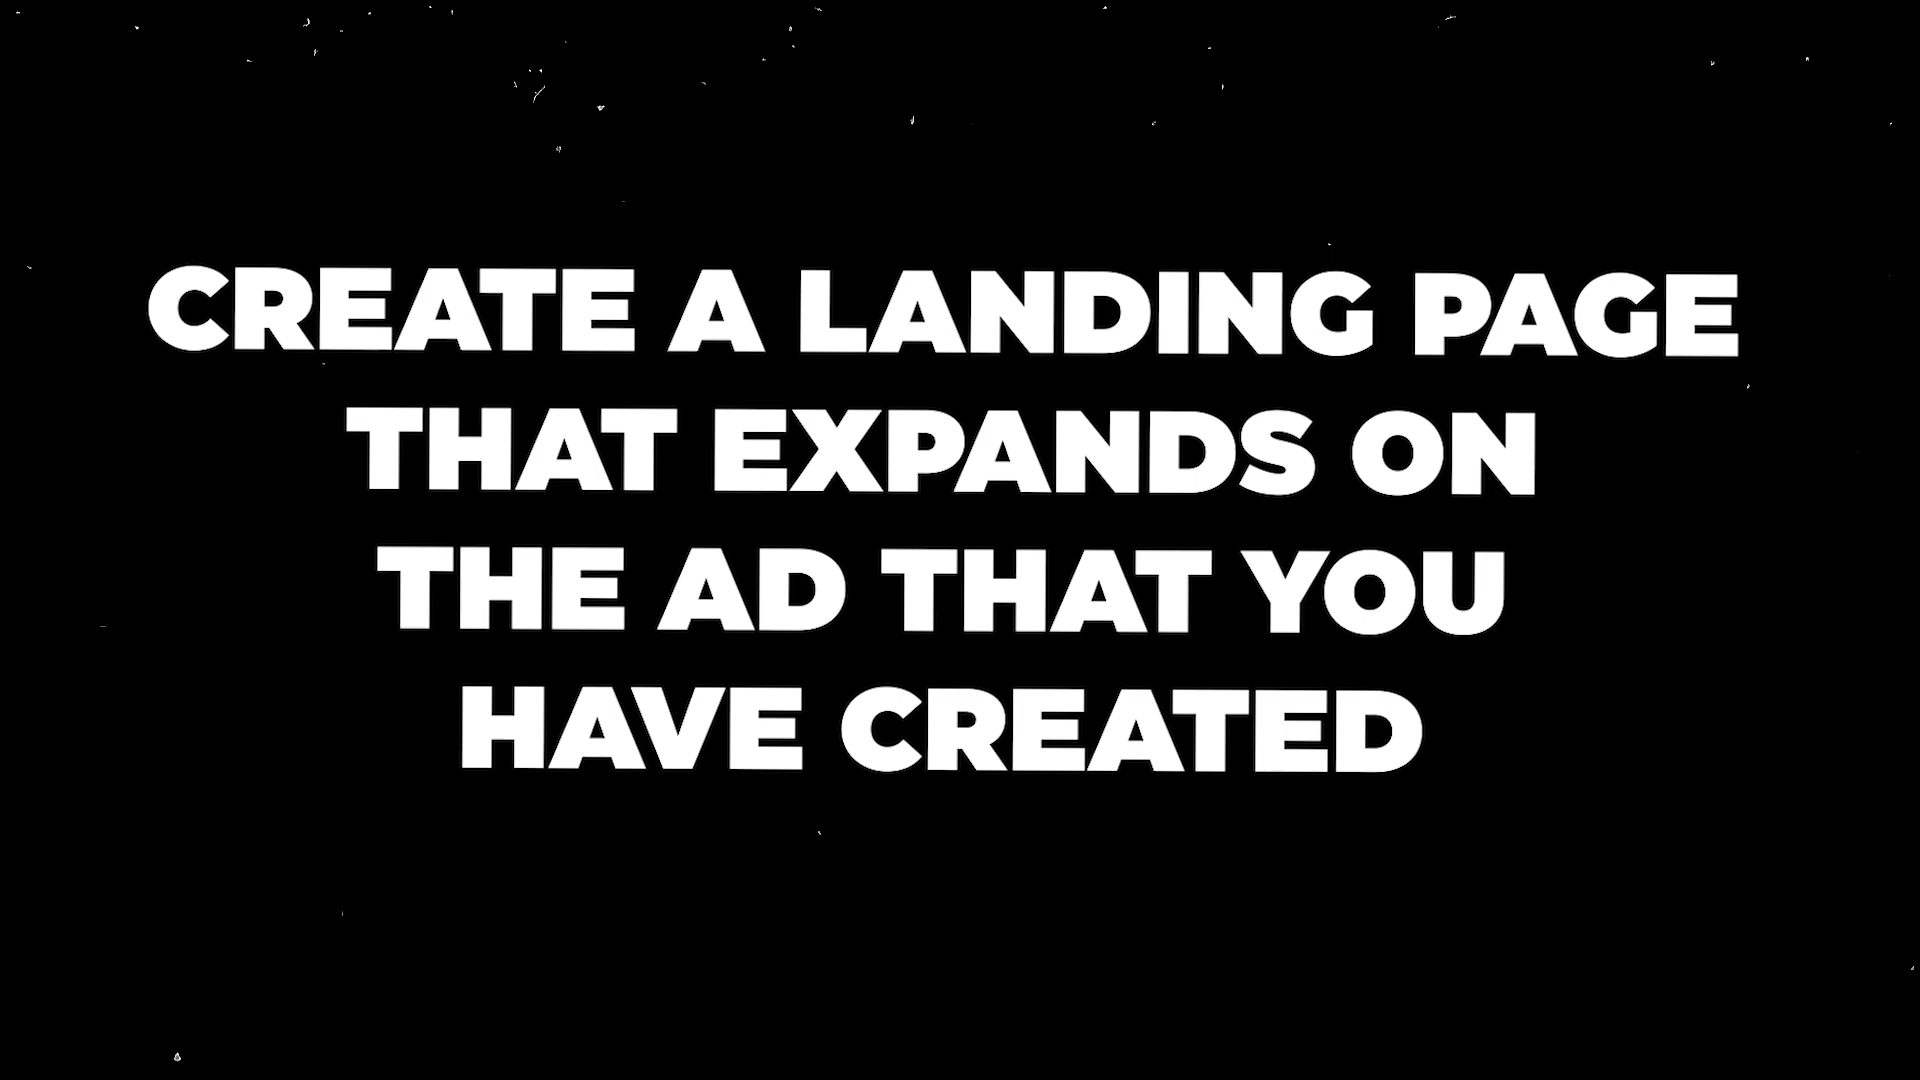 CREATE A LANDING PAGE
THAT EXPANDS ON
THE AD THAT YOU
HAVE CREATED